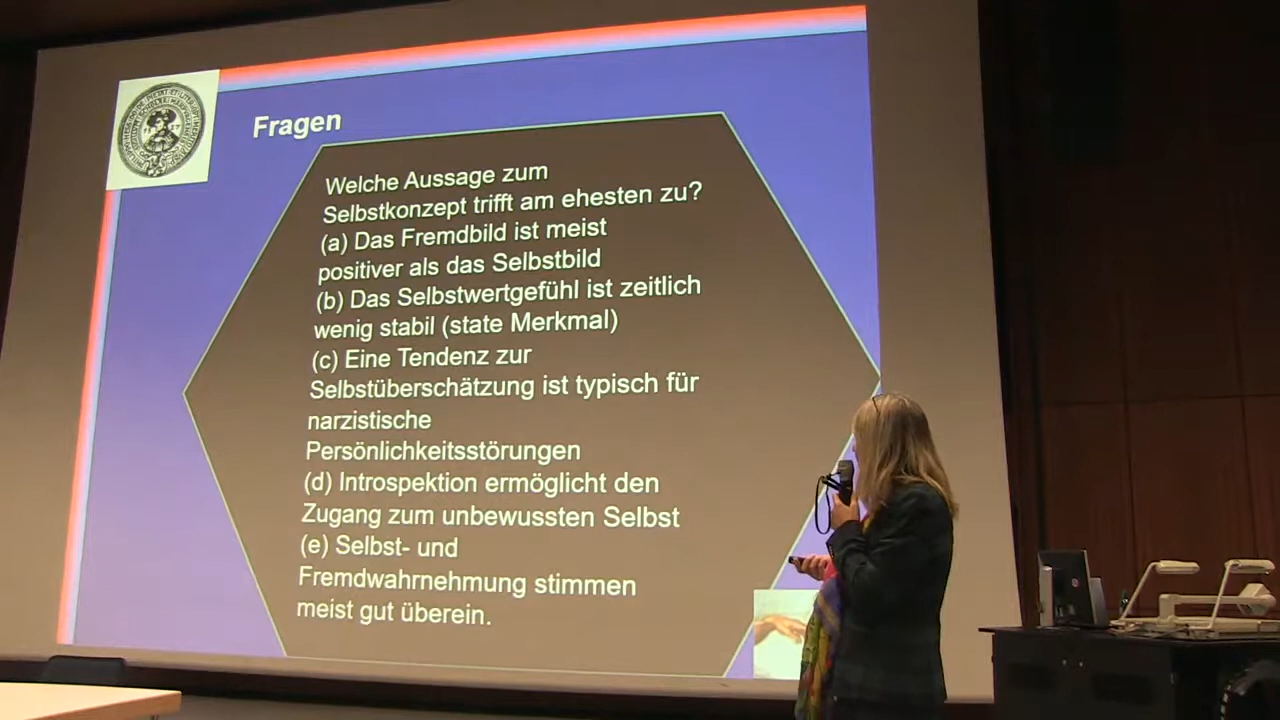 Fragen
Welche Aussage zum
Selbstkonzept trifft am ehesten zu?
(a) Das Fremdbild ist meist
positiver als das Selbstbild
(b) Das Selbstwertgefühl ist zeitlich
wenig stabil (state Merkmal)
(c) Eine Tendenz zur
Selbstüberschätzung ist typisch für
narzistische
Persönlichkeitsstörungen
(d) Introspektion ermöglicht den
Zugang zum unbewussten Selbst
(e) Selbst- und
Fremdwahrnehmung stimmen
meist gut überein.